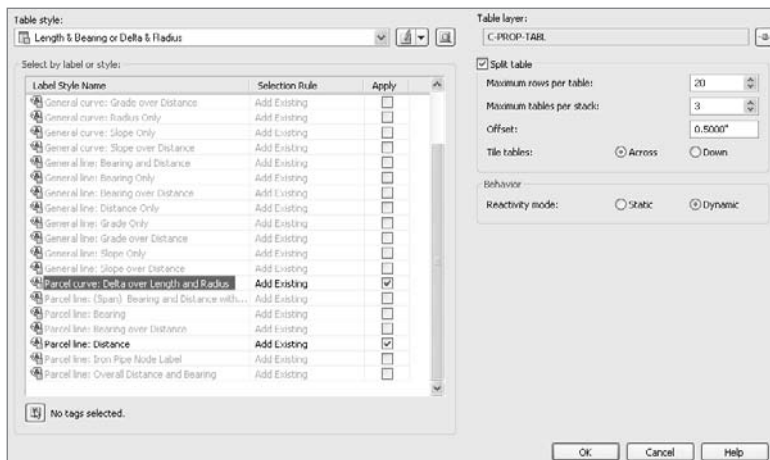 Table style:
Length & Bearing or Delta & Radius
Select by label or style:
Label Style Name Selection Rule Apply
General curve: Grade over Distance Add Existing
General curve: Radius Only Add Existing
General curve: Slope Only Add Existing
General curve: Slope over Distance Add Existing
General line: Bearing and Distance Add Existing
General line: Bearing Only Add Existing
General line: Bearing over Distance Add Existing
General line: Distance Only Add Existing
General line: Grade Only Add Existing
General line: Grade over Distance Add Existing
General line: Slope Only Add Existing
General line: Slope over Distance Add Existing
Parcel curve: Delta over Length and Radius Add Existing
Parcel line: (Span) Bearing and Distance with... Add Existing
Parcel line: Bearing Add Existing
Parcel line: Bearing over Distance Add Existing
Parcel line: Distance Add Existing
Parcel line: Iron Pipe Node Label Add Existing
Parcel line: Overall Distance and Bearing Add Existing
No tags selected.
Table layer:
C-PROP-TABL
Split table
Maximum rows per table: 20
Maximum tables per stack: 3
Offset: 0.5000"
Tile tables: Across Down
Behavior
Reactivity mode: Static Dynamic
OK Cancel Help